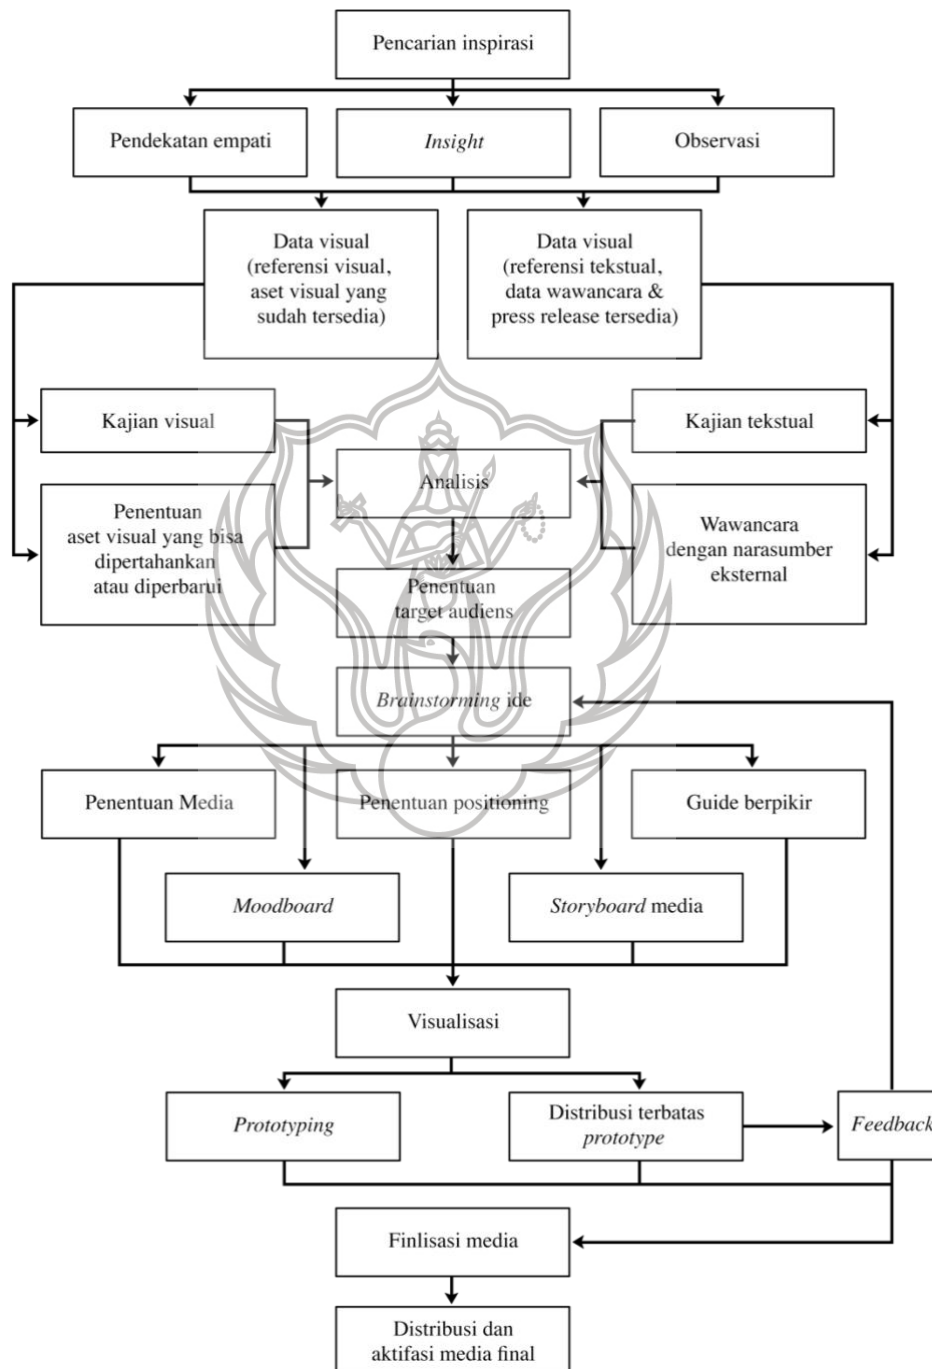 Pencarian inspirasi
Pendekatan empati
Insight
Observasi
Data visual
(referensi visual,
aset visual yang
sudah tersedia)
Data visual
(referensi tekstual,
data wawancara &
press release tersedia)
Kajian visual
Kajian tekstual
Analisis
Penentuan
aset visual yang bisa
dipertahankan
atau diperbarui
Wawancara
dengan narasumber
eksternal
Penentuan
target audiens
Brainstorming ide
Penentuan Media
Penentuan positioning
Guide berpikir
Moodboard
Storyboard media
Visualisasi
Prototyping
Distribusi terbatas
prototype
Feedback
Finlisasi media
Distribusi dan
aktifasi media final